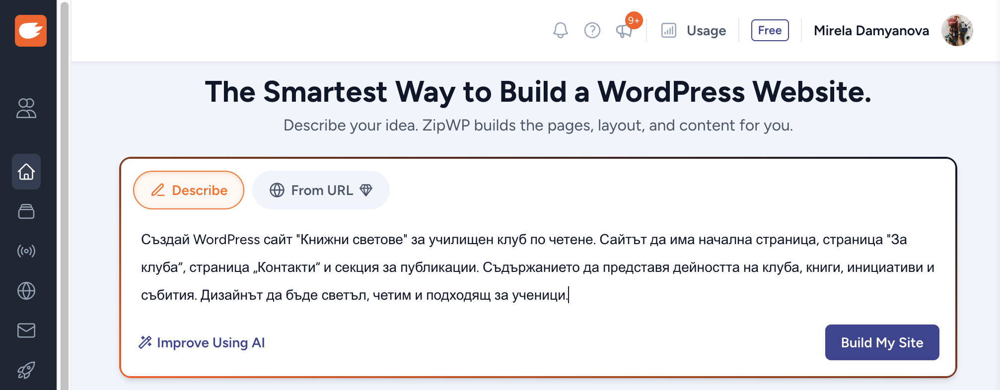 9+
Usage
Free
Mirela Damyanova
The Smartest Way to Build a WordPress Website.
Describe your idea. ZipWP builds the pages, layout, and content for you.
Describe
From URL
Създай WordPress сайт "Книжни светове" за училищен клуб по четене. Сайтът да има начална страница, страница "За
клуба“, страница „Контакти“ и секция за публикации. Съдържанието да представя дейността на клуба, книги, инициативи и
събития. Дизайнът да бъде светъл, четим и подходящ за ученици.
Improve Using AI
Build My Site